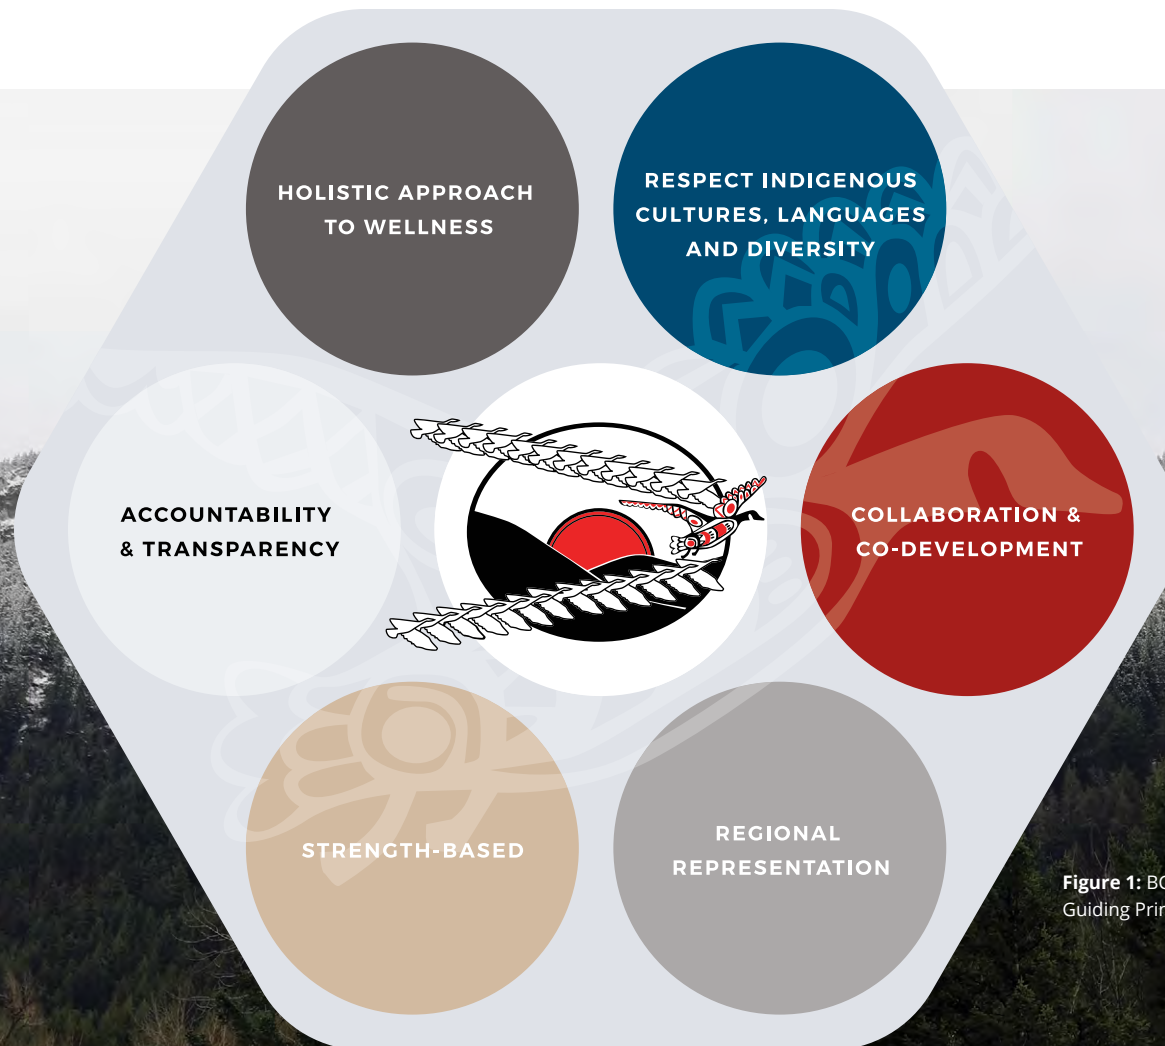 HOLISTIC APPROACH
TO WELLNESS
RESPECT INDIGENOUS
CULTURES, LANGUAGES
AND DIVERSITY
ACCOUNTABILITY
& TRANSPARENCY
COLLABORATION &
CO-DEVELOPMENT
STRENGTH-BASED
REGIONAL
REPRESENTATION
Figure 1:
Guiding